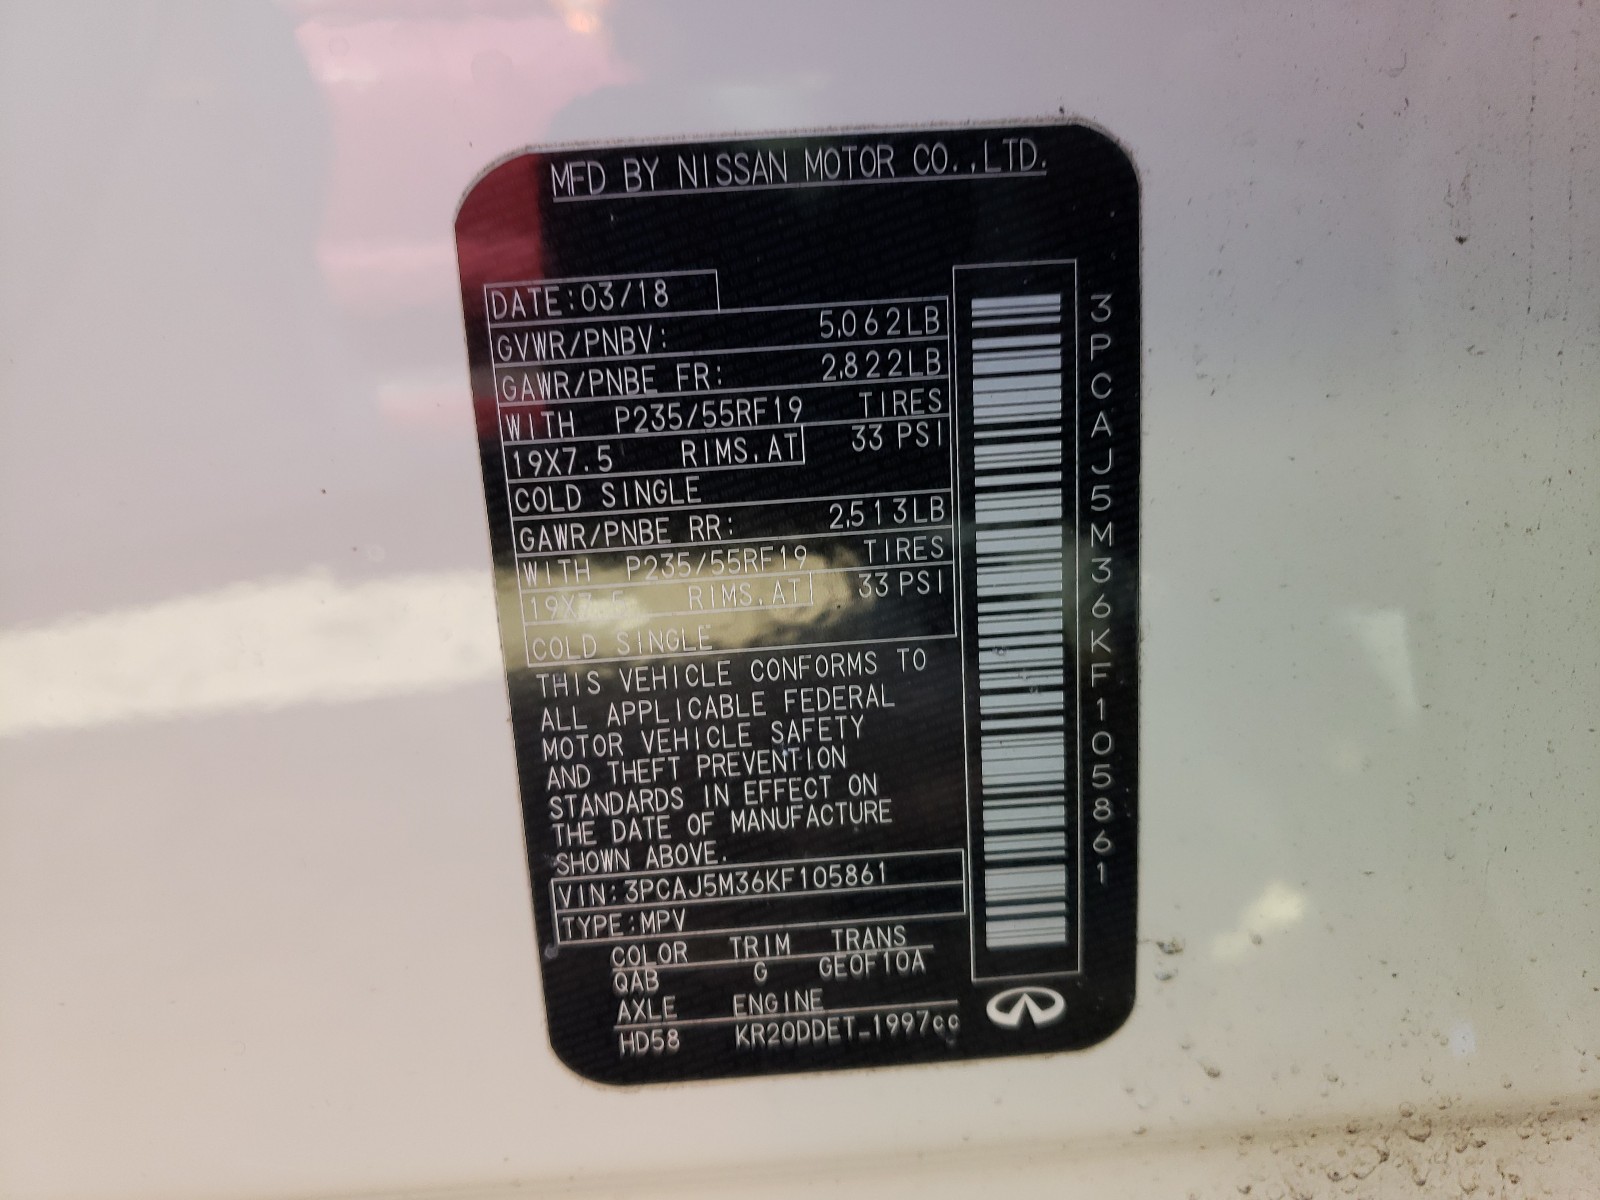 MFD BY NISSAN MOTOR CO.,LTD.
DATE:03/18
GVWR/PNBV: 5,062LB
GAWR/PNBE FR: 2,822LB
WITH P235/55RF19 TIRES
19X7.5 RIMS,AT 33 PSI
COLD SINGLE
GAWR/PNBE RR: 2,513LB
WITH P235/55RF19 TIRES
19X7.5 RIMS,AT 33 PSI
COLD SINGLE
THIS VEHICLE CONFORMS TO
ALL APPLICABLE FEDERAL
MOTOR VEHICLE SAFETY
AND THEFT PREVENTION
STANDARDS IN EFFECT ON
THE DATE OF MANUFACTURE
SHOWN ABOVE.
VIN:3PCAJ5M36KF105861
TYPE:MPV
COLOR TRIM TRANS
QAB G GE0F10A
AXLE ENGINE
HD58 KR20DDET_1997cc
3PCAJ5M36KF105861